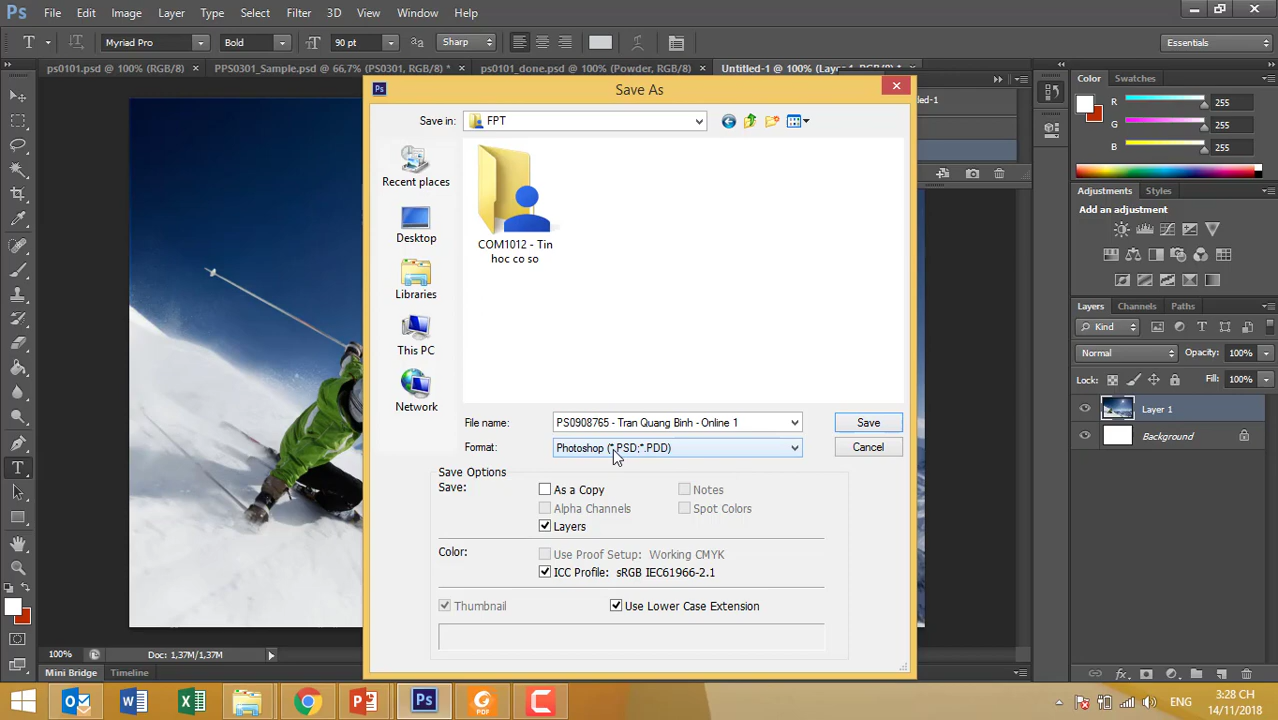 Ps File Edit Image Layer Type Select Filter 3D View Window Help
T Myriad Pro Bold 90 pt Sharp Essentials
ps0101.psd @ 100% (RGB/8) × PPS0301_Sample.psd @ 66,7% (PS0301, RGB/8) * × ps0101_done.psd @ 100% (Powder, RGB/8) × Untitled-1 @ 100% (Layer 1, RGB/8) * ×
Save As
Save in: FPT
Recent places
Desktop
Libraries
This PC
Network
COM1012 - Tin
hoc co so
File name: PS0908765 - Tran Quang Binh - Online 1 Save
Format: Photoshop (*.PSD;*.PDD) Cancel
Save Options
Save: As a Copy Notes
Alpha Channels Spot Colors
Layers
Color: Use Proof Setup: Working CMYK
ICC Profile: sRGB IEC61966-2.1
Thumbnail Use Lower Case Extension
Color Swatches
R 255
G 255
B 255
Adjustments Styles
Add an adjustment
Layers Channels Paths
Kind
Normal Opacity: 100%
Lock: Fill: 100%
Layer 1
Background
100% Doc: 1,37M/1,37M
Mini Bridge Timeline
ENG
3:28 CH
14/11/2018